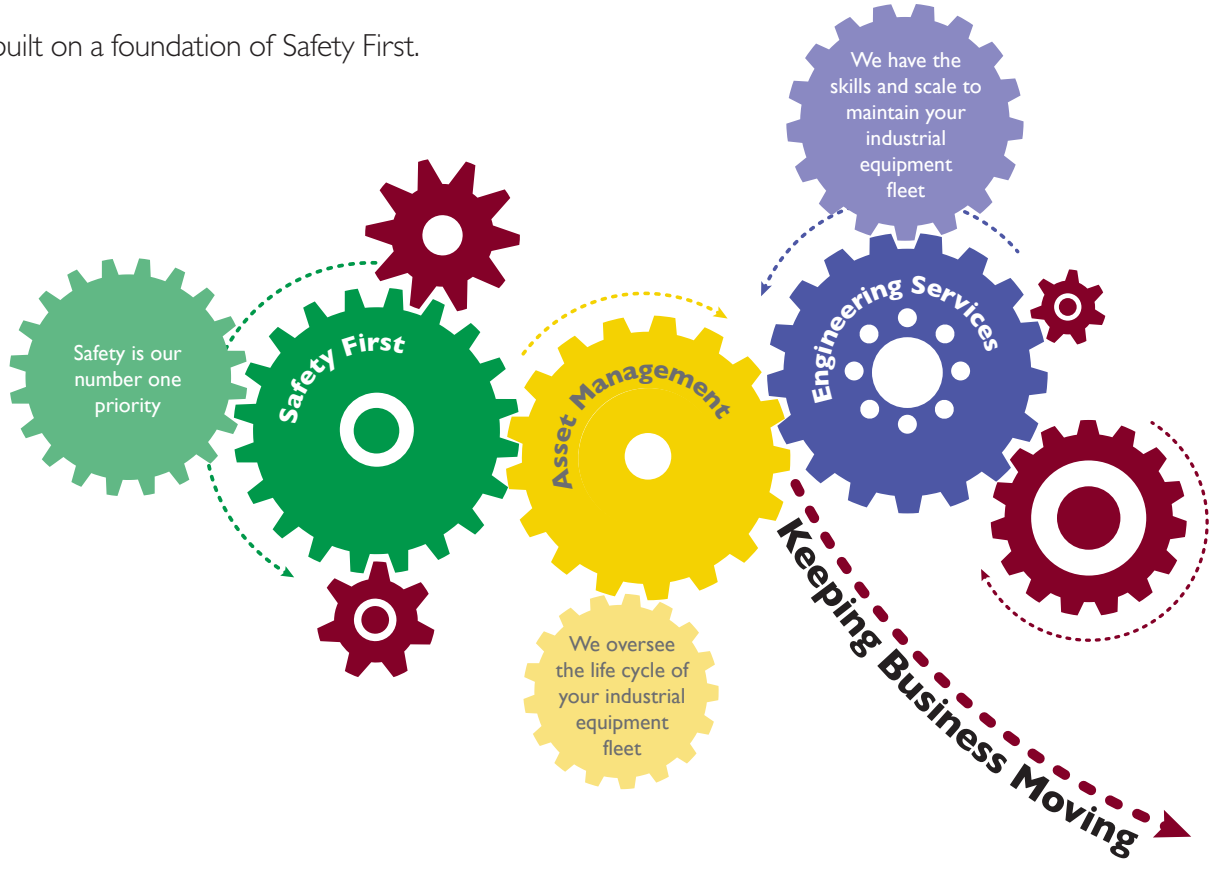 built on a foundation of Safety First.
We have the
skills and scale to
maintain your
industrial
equipment
fleet
Safety is our
number one
priority
Safety First
Asset Management
Engineering Services
We oversee
the life cycle of
your industrial
equipment
fleet
Keeping Business Moving